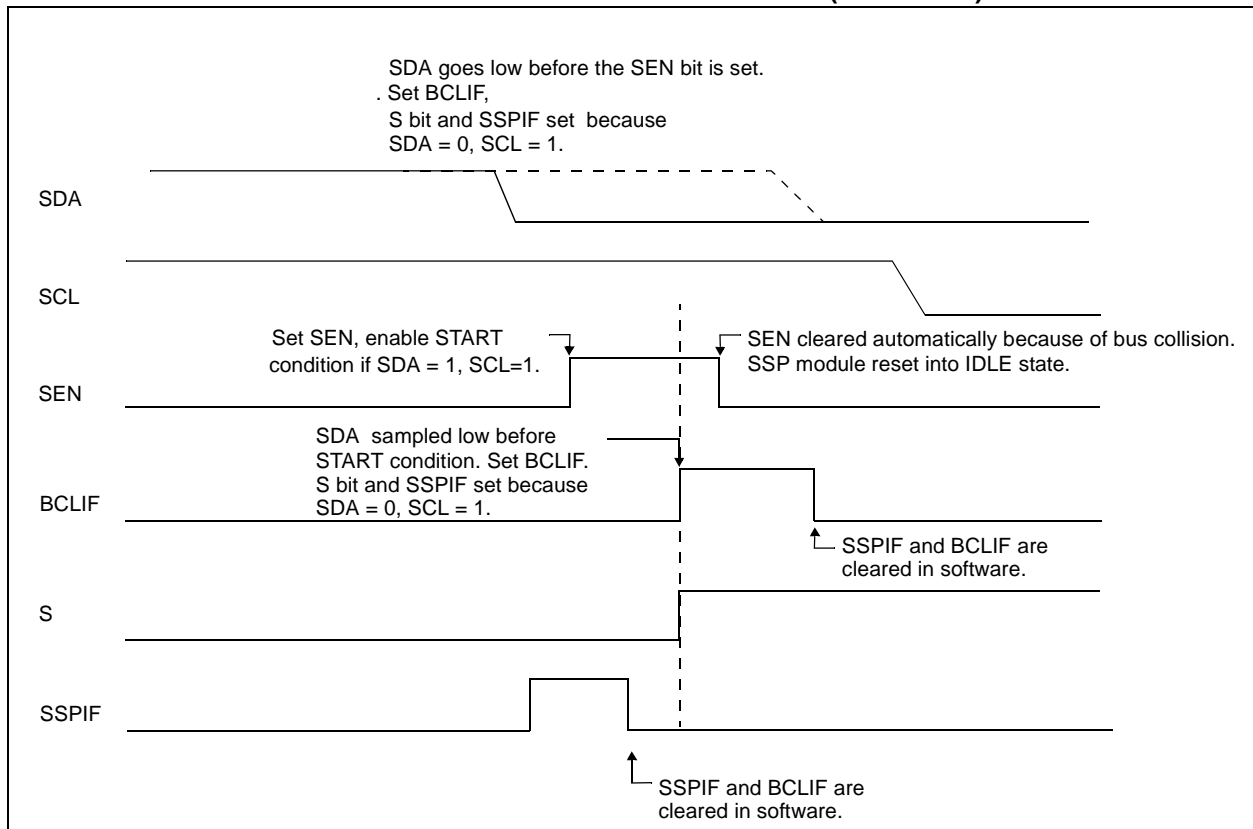 SDA goes low before the SEN bit is set.
. Set BCLIF,
S bit and SSPIF set because
SDA = 0, SCL = 1.
SDA
SCL
Set SEN, enable START
condition if SDA = 1, SCL=1.
SEN cleared automatically because of bus collision.
SSP module reset into IDLE state.
SEN
SDA sampled low before
START condition. Set BCLIF.
S bit and SSPIF set because
SDA = 0, SCL = 1.
BCLIF
SSPIF and BCLIF are
cleared in software.
S
SSPIF
SSPIF and BCLIF are
cleared in software.